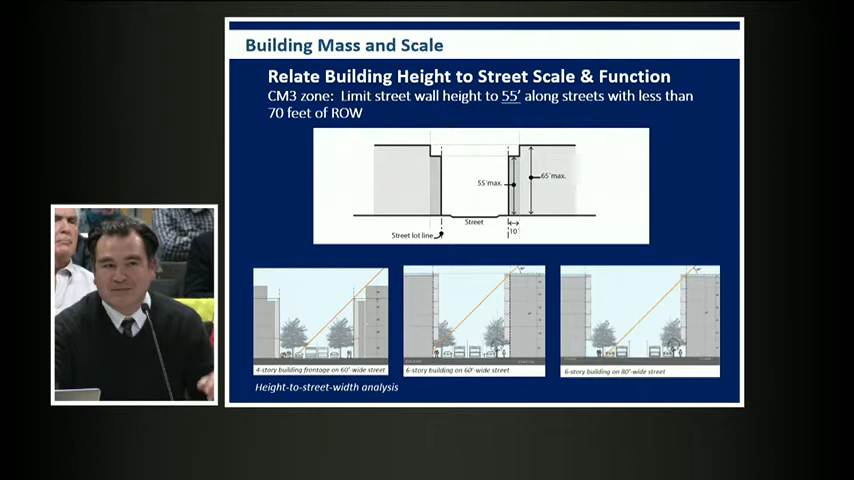 Building Mass and Scale
Relate Building Height to Street Scale & Function
CM3 zone: Limit street wall height to 55' along streets with less than
70 feet of ROW
55' max.
65' max.
Street
Street lot line
10'
4-story building frontage on 60'-wide street
6-story building on 60'-wide street
6-story building on 80'-wide street
Height-to-street-width analysis